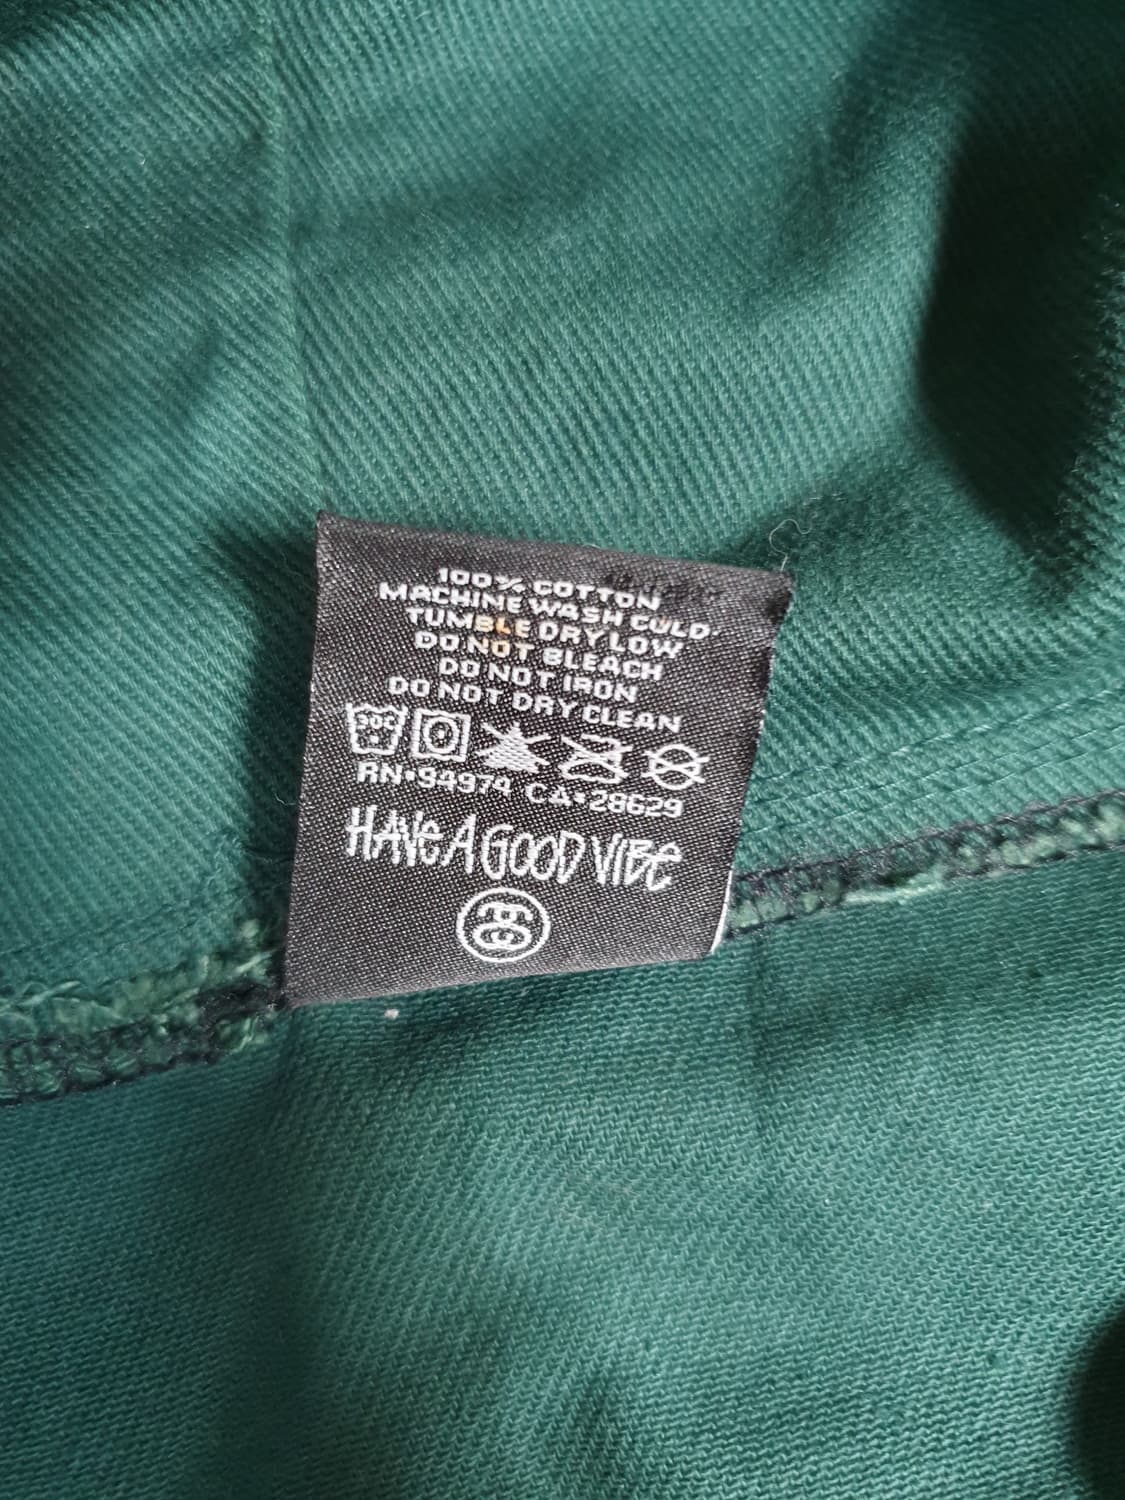 100% COTTON
MACHINE WASH COLD.
TUMBLE DRY LOW
DO NOT BLEACH
DO NOT IRON
DO NOT DRY CLEAN
30C
RN*94974 CA*28629
HAVE A GOOD VIBE